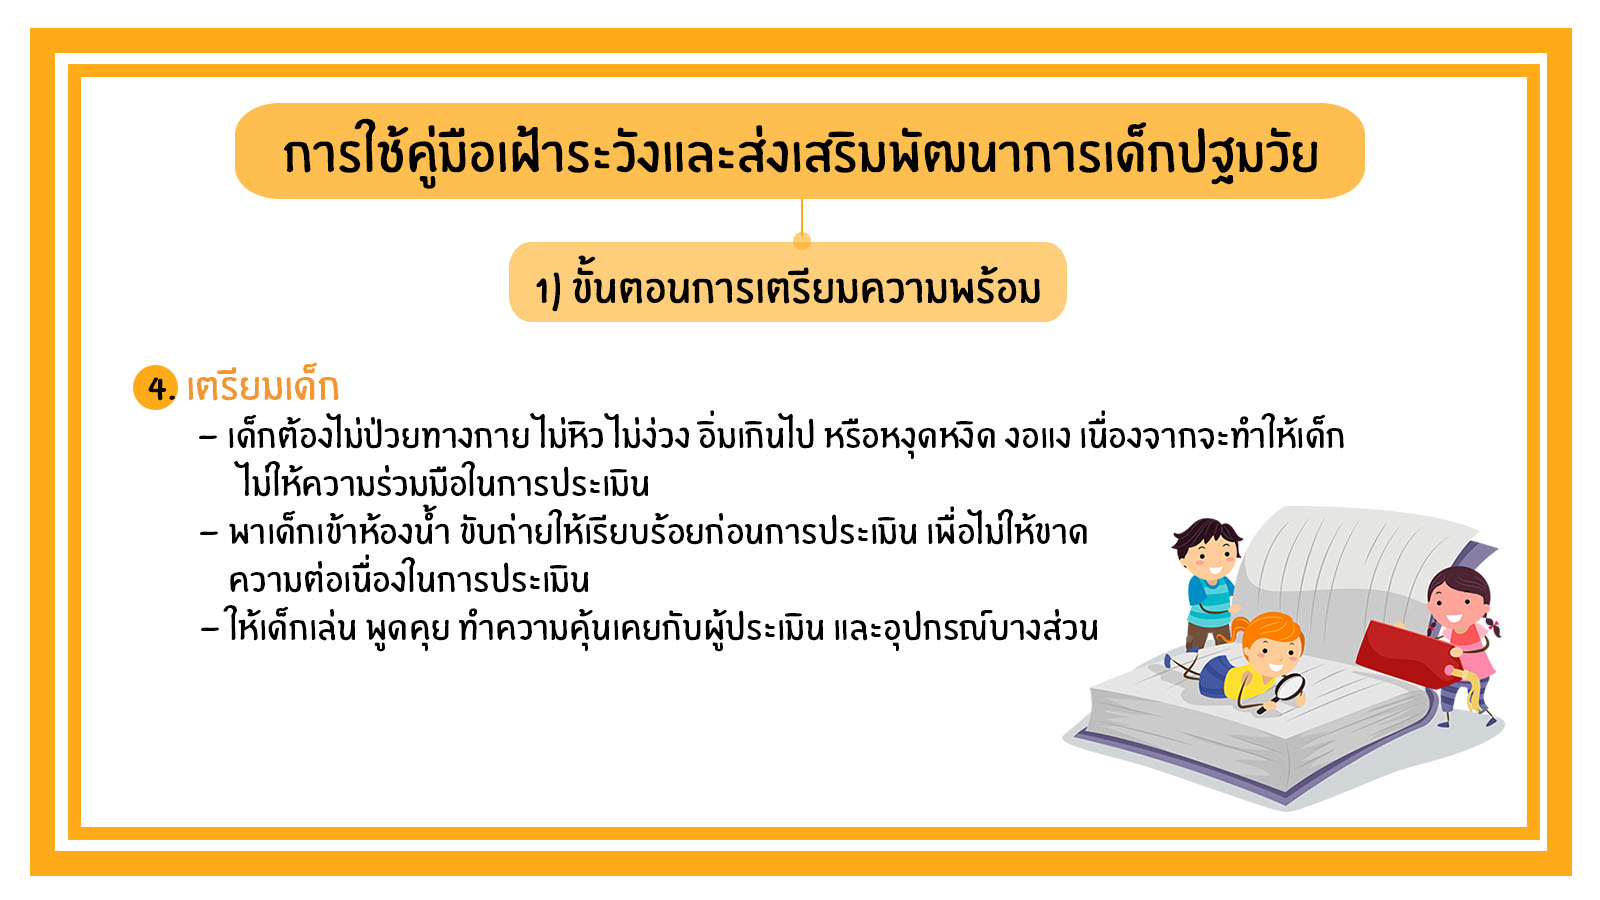 การใช้คู่มือเฝ้าระวังและส่งเสริมพัฒนาการเด็กปฐมวัย
1) ขั้นตอนการเตรียมความพร้อม
4. เตรียมเด็ก
– เด็กต้องไม่ป่วยทางกาย ไม่หิว ไม่ง่วง อิ่มเกินไป หรือหงุดหงิด งอแง เนื่องจากจะทำให้เด็ก
ไม่ให้ความร่วมมือในการประเมิน
– พาเด็กเข้าห้องน้ำ ขับถ่ายให้เรียบร้อยก่อนการประเมิน เพื่อไม่ให้ขาด
ความต่อเนื่องในการประเมิน
– ให้เด็กเล่น พูดคุย ทำความคุ้นเคยกับผู้ประเมิน และอุปกรณ์บางส่วน